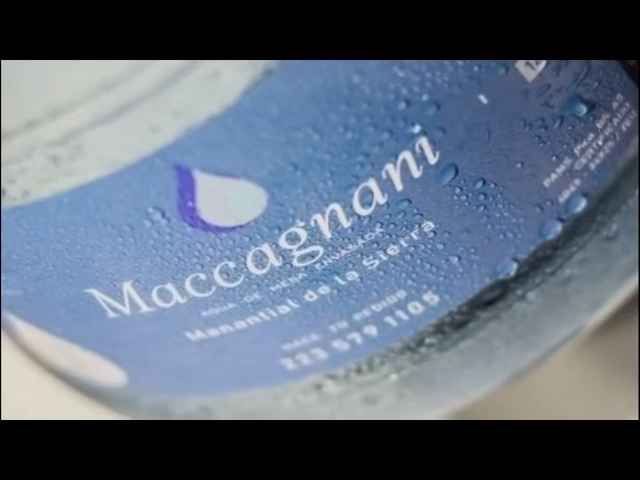 Maccagnani
AGUA DE MESA ENVASADA
Manantial de la Sierra
HACE TU PEDIDO
223 579 1105